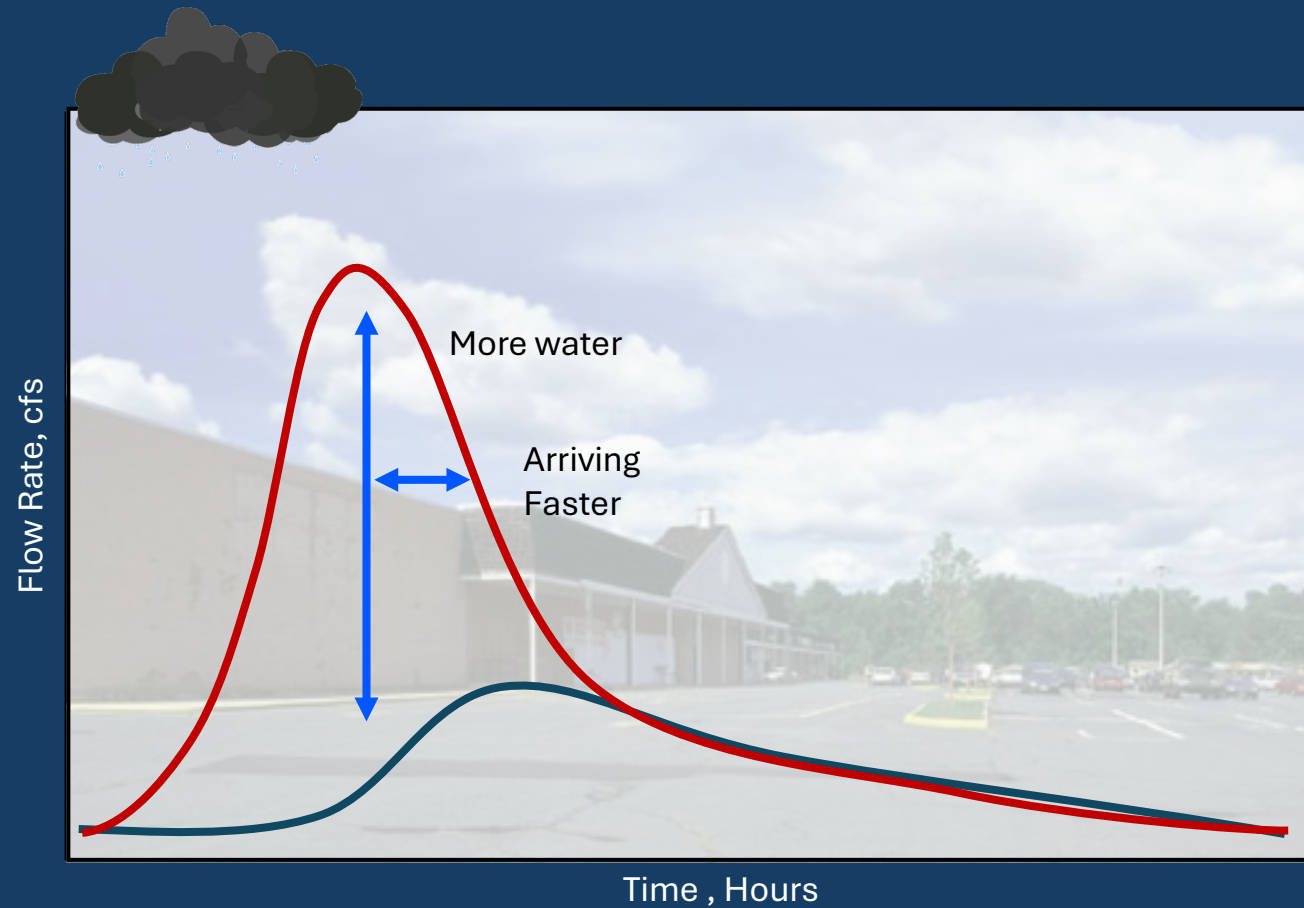 More water
Arriving
Faster
Flow Rate, cfs
Time , Hours